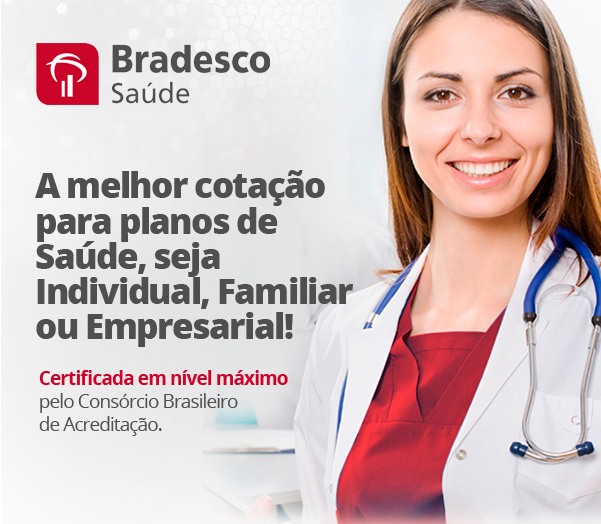 Bradesco
Saúde
A melhor cotação
para planos de
Saúde, seja
Individual, Familiar
ou Empresarial!
Certificada em nível máximo
pelo Consórcio Brasileiro
de Acreditação.